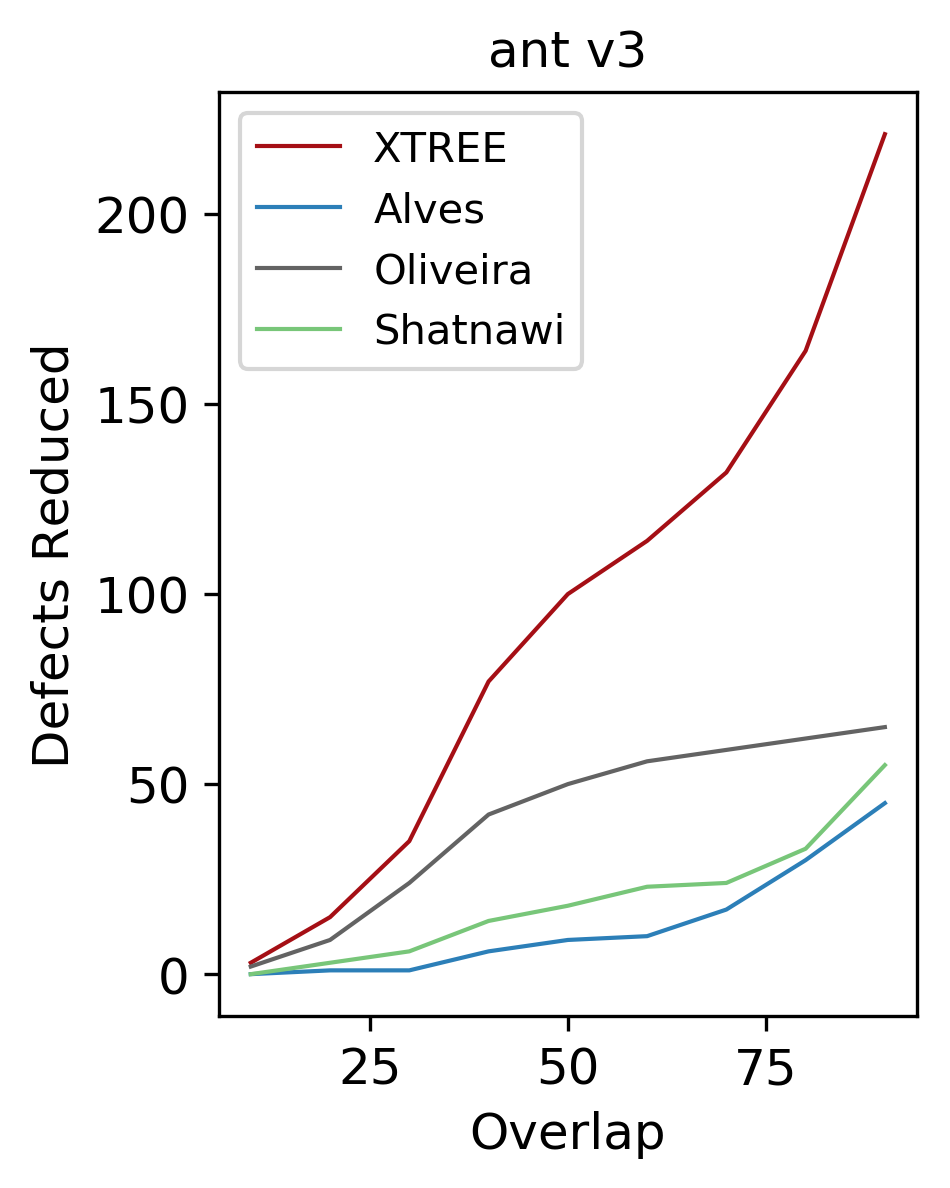 ant v3
XTREE
Alves
Oliveira
Shatnawi
Defects Reduced
200
150
100
50
0
25 50 75
Overlap